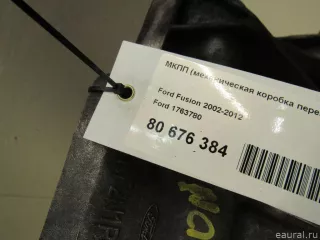 МКПП (механическая коробка пере
Ford Fusion 2002-2012
Ford 1763780
80 676 384
eaural.ru